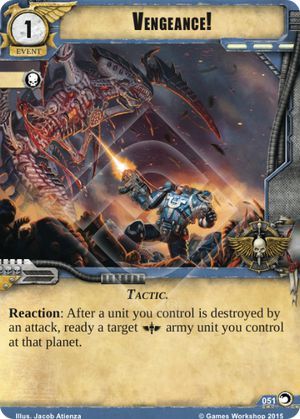 1
EVENT
VENGEANCE!
TACTIC.
Reaction: After a unit you control is destroyed by
an attack, ready a target army unit you control
at that planet.
051
Illus. Jacob Atienza
© Games Workshop 2015